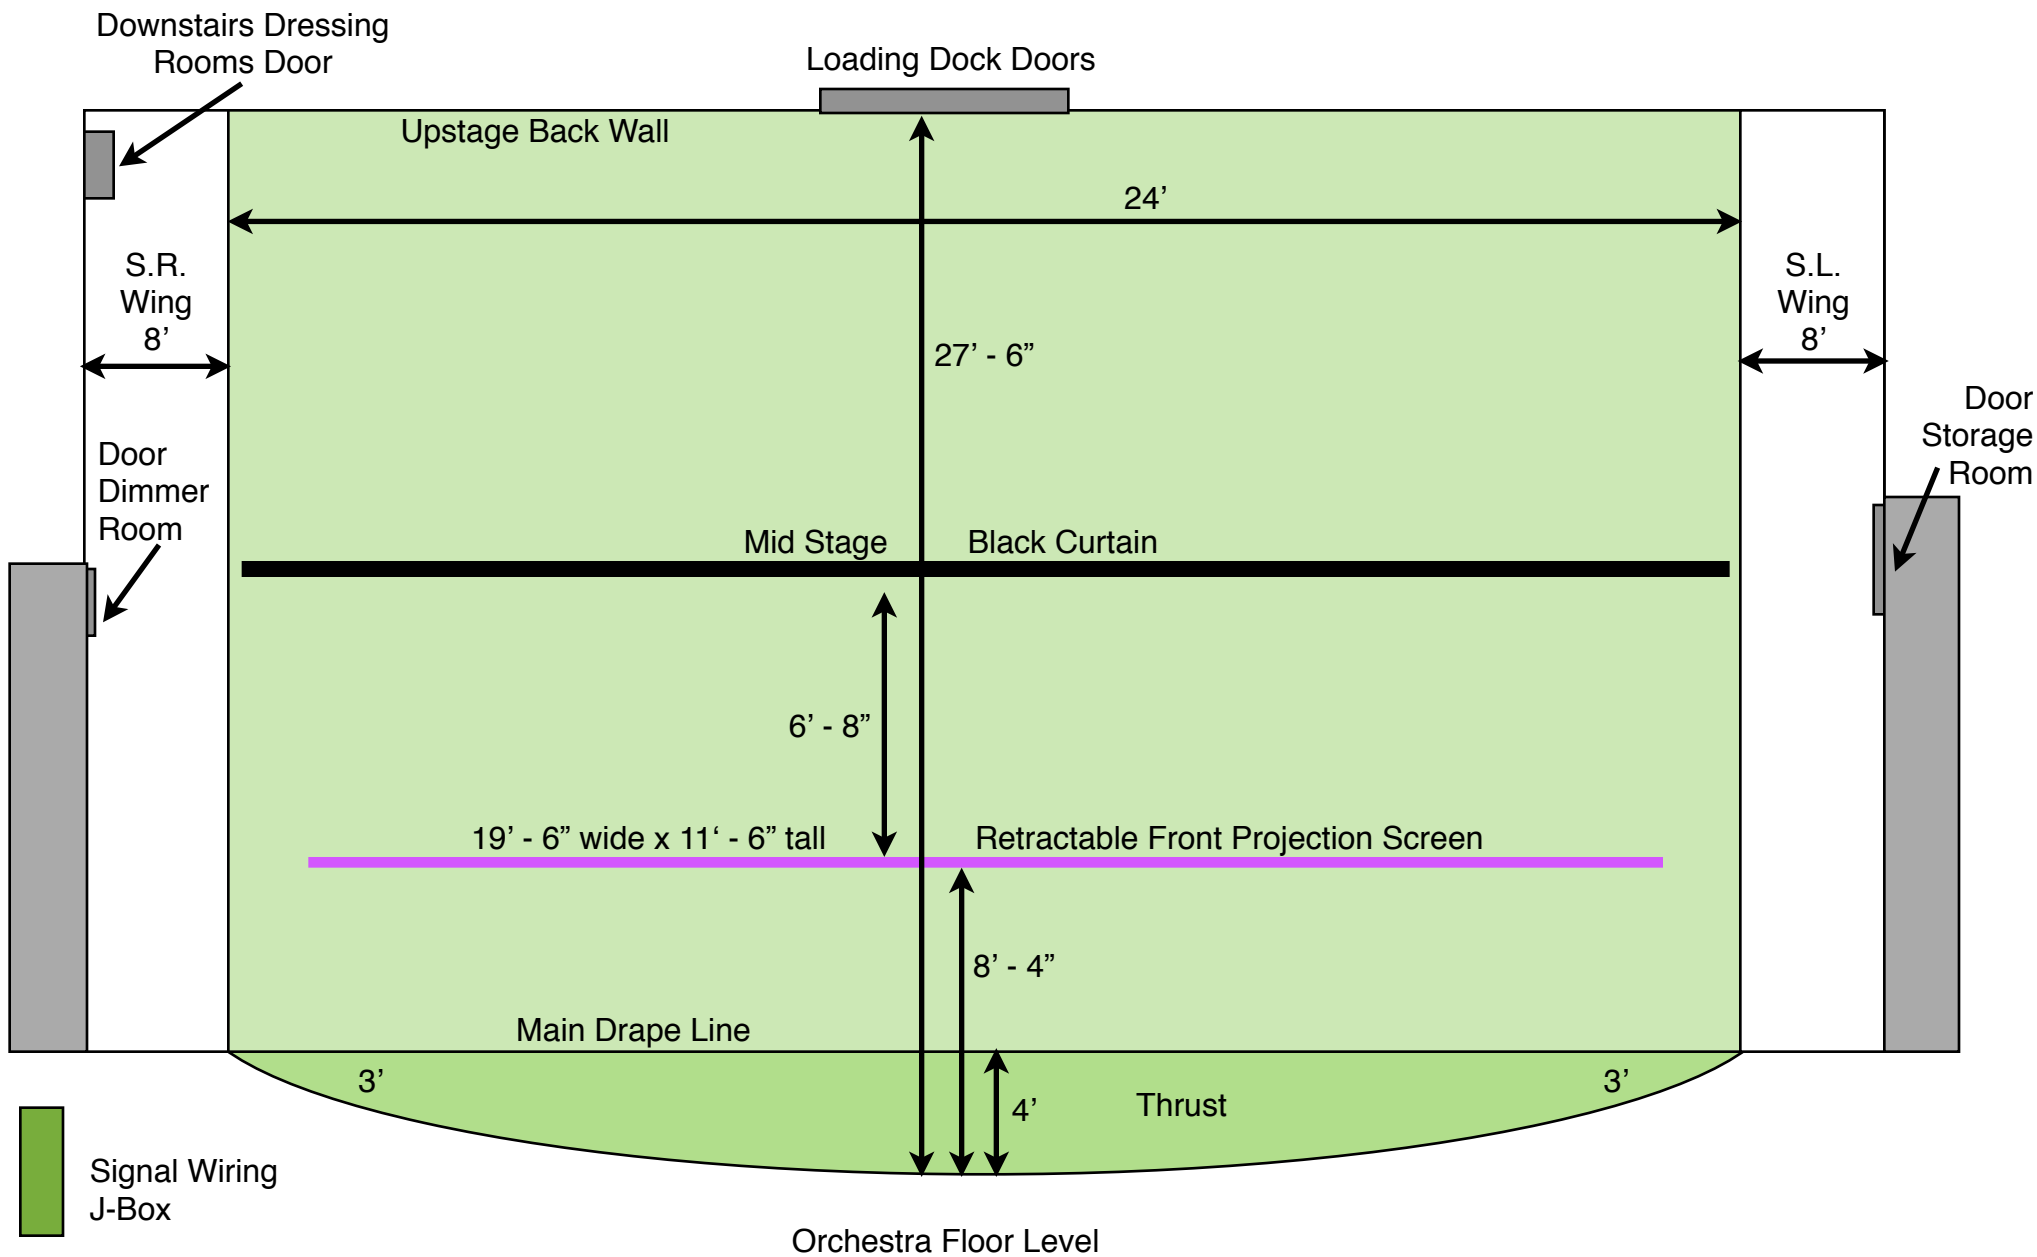 Downstairs Dressing
Rooms Door
Loading Dock Doors
Upstage Back Wall
24’
S.R.
Wing
8’
S.L.
Wing
8’
27’ - 6”
Door
Storage
Room
Door
Dimmer
Room
Mid Stage
Black Curtain
6’ - 8”
19’ - 6” wide x 11‘ - 6” tall
Retractable Front Projection Screen
8’ - 4”
Main Drape Line
3’
4’
Thrust
3’
Signal Wiring
J-Box
Orchestra Floor Level